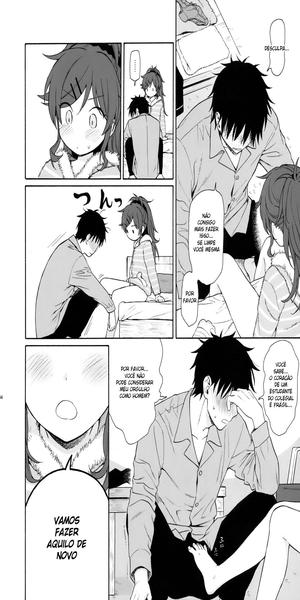 DESCULPA...
...
NÃO
CONSIGO
MAIS FAZER
ISSO...
SE LIMPE
VOCÊ MESMA
POR
FAVOR
つんっ
VOCÊ
SABE...
O CORAÇÃO
DE UM
ESTUDANTE
DO COLEGIAL
É FRÁGIL...
POR
FAVOR...
VOCÊ NÃO
PODE CONSIDERAR
MEU ORGULHO
COMO HOMEM?
VAMOS
FAZER
AQUILO DE
NOVO